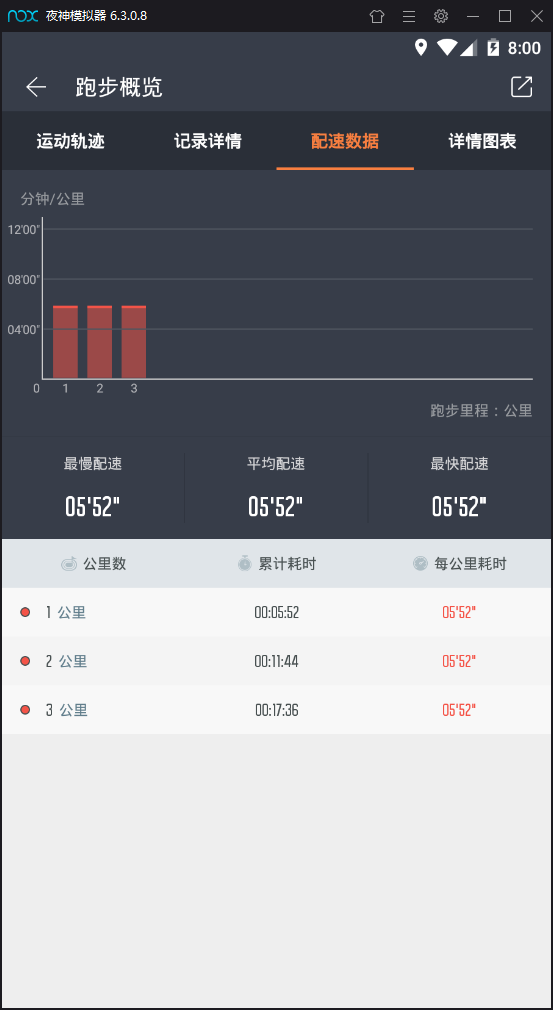 nox 夜神模拟器 6.3.0.8
8:00
跑步概览
运动轨迹 记录详情 配速数据 详情图表
分钟/公里
12'00"
08'00"
04'00"
0 1 2 3
跑步里程：公里
最慢配速 平均配速 最快配速
05'52" 05'52" 05'52"
公里数 累计耗时 每公里耗时
1 公里 00:05:52 05'52"
2 公里 00:11:44 05'52"
3 公里 00:17:36 05'52"